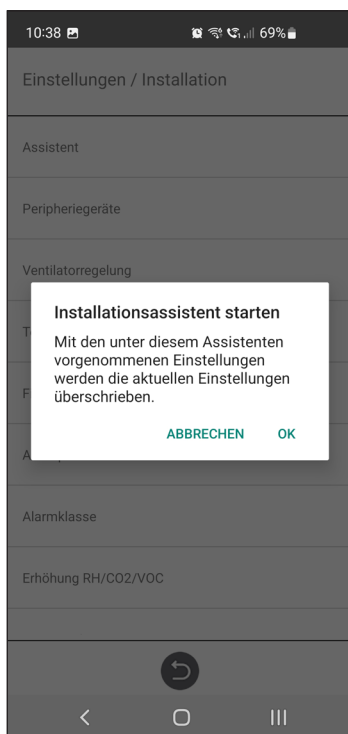 10:38 69%
Einstellungen / Installation
Assistent
Peripheriegeräte
Ventilatorregelung
Installationsassistent starten
Mit den unter diesem Assistenten
vorgenommenen Einstellungen
werden die aktuellen Einstellungen
überschrieben.
ABBRECHEN OK
Alarmklasse
Erhöhung RH/CO2/VOC